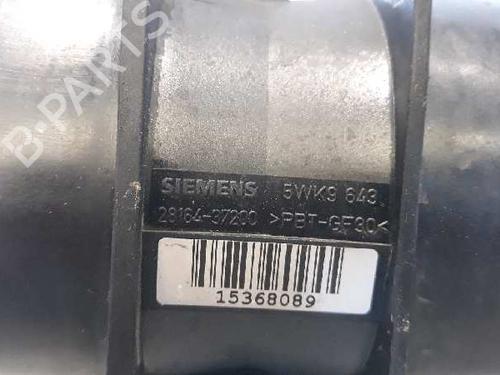 B-PARTS
SIEMENS 5WK9 643
28164-37200 >PBT-GF30<
15368089